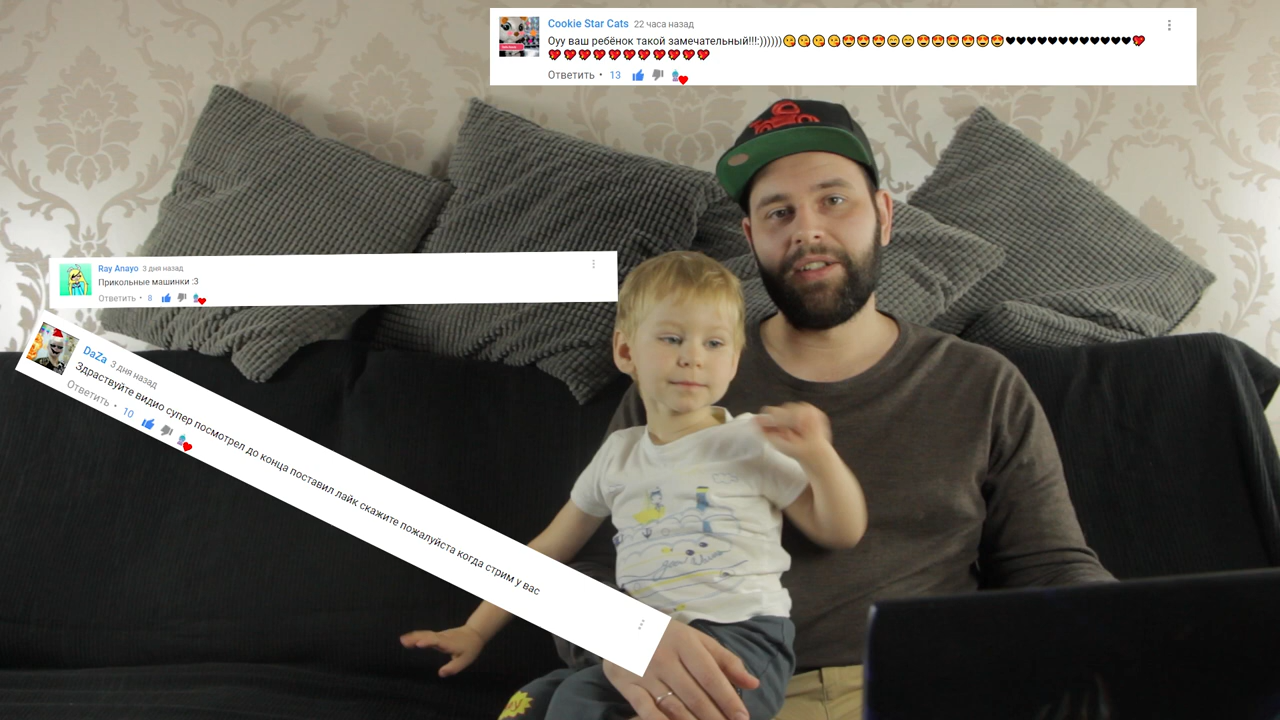 Cookie Star Cats 22 часа назад
Оуу ваш ребёнок такой замечательный!!!:))))))😋😋😋😋😍😍😍😄😄😍😍😍😍😍😍♥♥♥♥♥♥♥♥♥♥♥♥♥💖
💖💖💖💖💖💖💖💖💖💖💖
Ответить • 13
Ray Anayo 3 дня назад
Прикольные машинки :3
Ответить • 8
DaZa 3 дня назад
Здраствуйте видио супер посмотрел до конца поставил лайк скажите пожалуйста когда стрим у вас
Ответить • 10